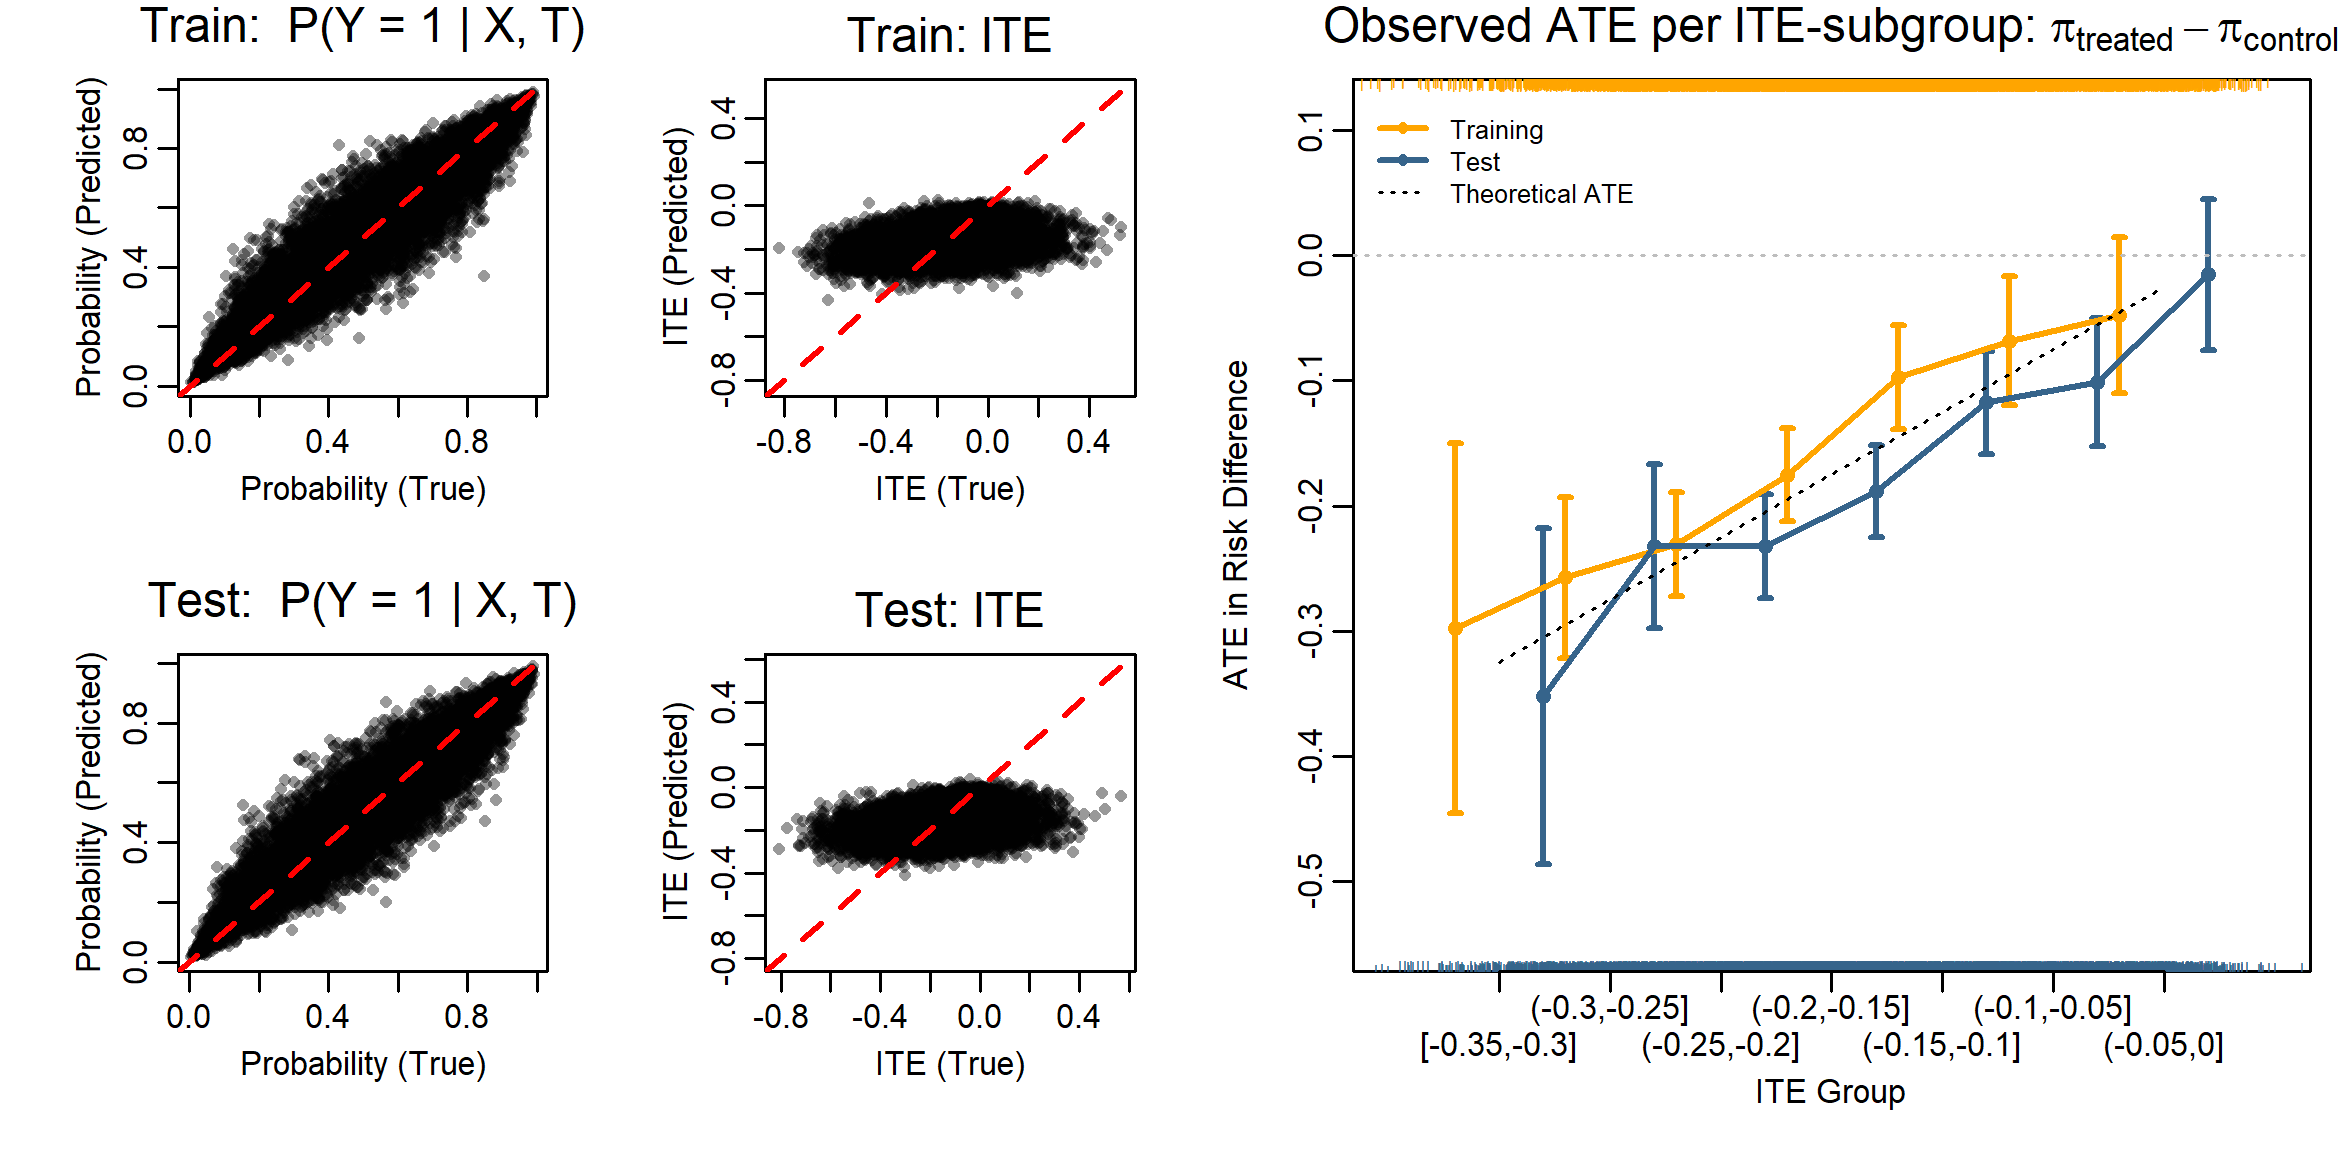 Train:  P(Y = 1 | X, T)
Probability (Predicted)
0.8
0.4
0.0
0.0 0.4 0.8
Probability (True)
Train: ITE
ITE (Predicted)
0.4
0.0
-0.4
-0.8
-0.8 -0.4 0.0 0.4
ITE (True)
Test:  P(Y = 1 | X, T)
Probability (Predicted)
0.8
0.4
0.0
0.0 0.4 0.8
Probability (True)
Test: ITE
ITE (Predicted)
0.4
0.0
-0.4
-0.8
-0.8 -0.4 0.0 0.4
ITE (True)
Observed ATE per ITE-subgroup: πtreated − πcontrol
Training
Test
Theoretical ATE
ATE in Risk Difference
0.1
0.0
-0.1
-0.2
-0.3
-0.4
-0.5
(-0.3,-0.25] (-0.2,-0.15] (-0.1,-0.05]
[-0.35,-0.3] (-0.25,-0.2] (-0.15,-0.1] (-0.05,0]
ITE Group